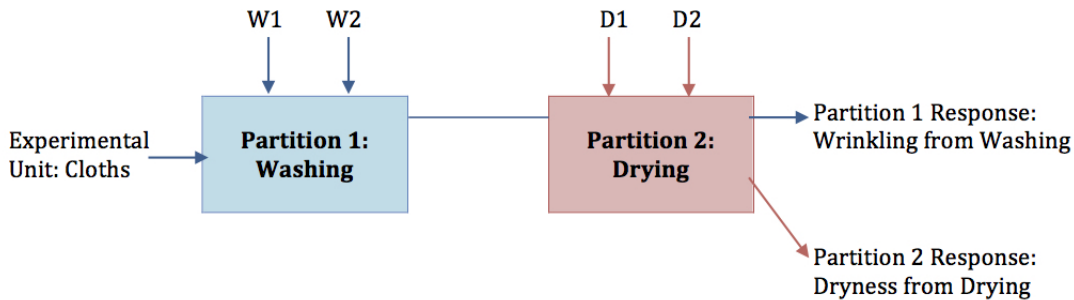 W1
W2
D1
D2
Experimental
Unit: Cloths
Partition 1:
Washing
Partition 2:
Drying
Partition 1 Response:
Wrinkling from Washing
Partition 2 Response:
Dryness from Drying